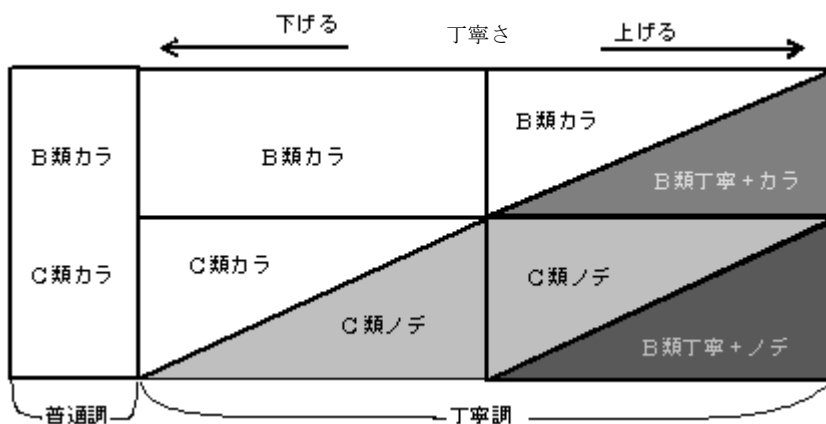 下げる 丁寧さ 上げる
B類カラ
B類カラ
B類カラ
B類丁寧+カラ
C類カラ
C類カラ
C類ノデ
C類ノデ
B類丁寧+ノデ
普通調
丁寧調